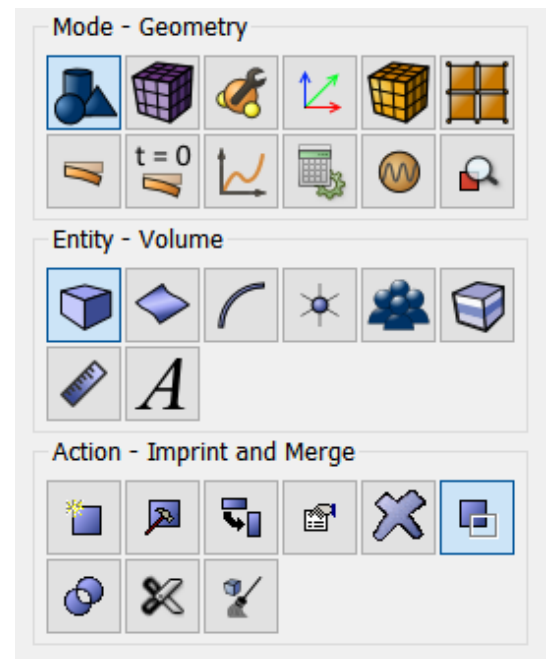 Mode - Geometry
t = 0
Entity - Volume
A
Action - Imprint and Merge